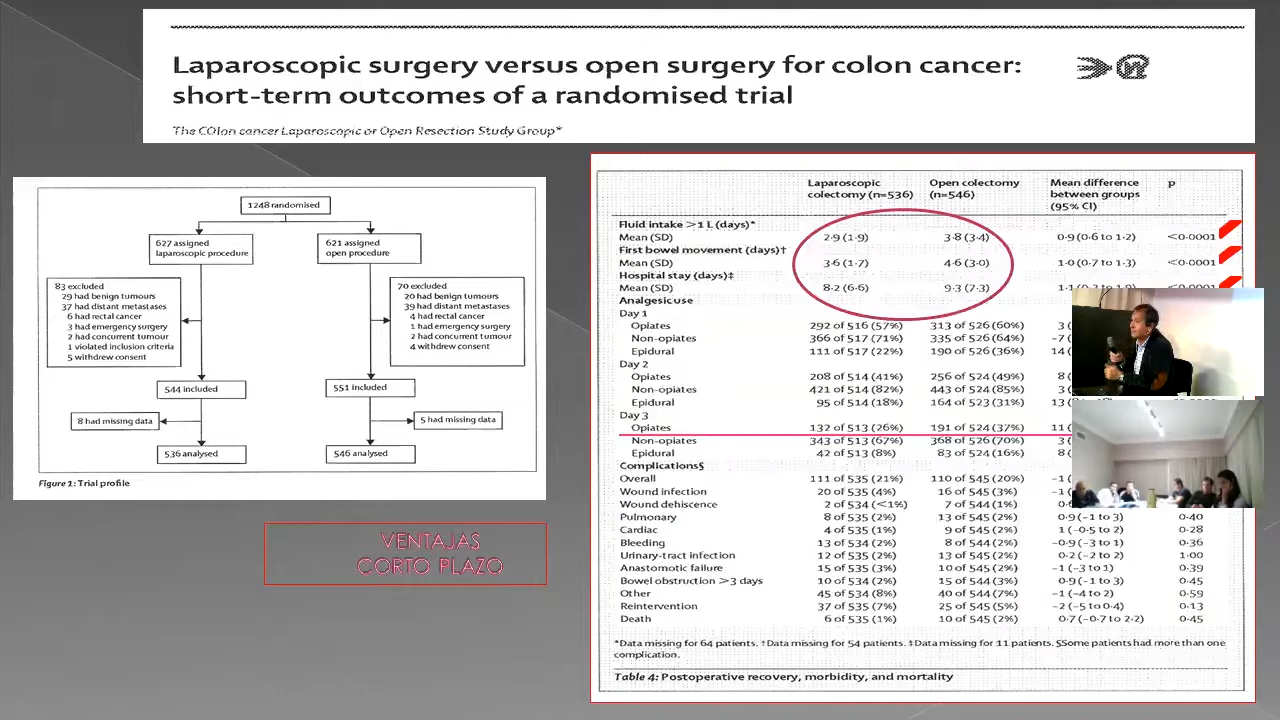 Laparoscopic surgery versus open surgery for colon cancer:
short-term outcomes of a randomised trial
The COlon cancer Laparoscopic or Open Resection Study Group*
1248 randomised
627 assigned
laparoscopic procedure
621 assigned
open procedure
83 excluded
29 had benign tumours
37 had distant metastases
6 had rectal cancer
3 had emergency surgery
2 had concurrent tumour
1 violated inclusion criteria
5 withdrew consent
70 excluded
20 had benign tumours
39 had distant metastases
4 had rectal cancer
1 had emergency surgery
2 had concurrent tumour
4 withdrew consent
544 included
551 included
8 had missing data
5 had missing data
536 analysed
546 analysed
Figure 1: Trial profile
VENTAJAS
CORTO PLAZO
Laparoscopic colectomy (n=536) Open colectomy (n=546) Mean difference between groups (95% CI) p
Fluid intake >1 L (days)*
Mean (SD) 2·9 (1·9) 3·8 (3·4) 0·9 (0·6 to 1·2) <0·0001
First bowel movement (days)†
Mean (SD) 3·6 (1·7) 4·6 (3·0) 1·0 (0·7 to 1·3) <0·0001
Hospital stay (days)‡
Mean (SD) 8·2 (6·6) 9·3 (7·3)
Analgesic use
Day 1
Opiates 292 of 516 (57%) 313 of 526 (60%) 3
Non-opiates 366 of 517 (71%) 335 of 526 (64%) -7
Epidural 111 of 517 (22%) 190 of 526 (36%) 14
Day 2
Opiates 208 of 514 (41%) 256 of 524 (49%) 8
Non-opiates 421 of 514 (82%) 443 of 524 (85%) 3
Epidural 95 of 514 (18%) 164 of 523 (31%) 13
Day 3
Opiates 132 of 513 (26%) 191 of 524 (37%) 11
Non-opiates 343 of 513 (67%) 368 of 526 (70%) 3
Epidural 42 of 513 (8%) 83 of 524 (16%) 8
Complications§
Overall 111 of 535 (21%) 110 of 545 (20%) -1
Wound infection 20 of 535 (4%) 16 of 545 (3%) -1
Wound dehiscence 2 of 534 (<1%) 7 of 544 (1%)
Pulmonary 8 of 535 (2%) 13 of 545 (2%) 0·9 (-1 to 3) 0·40
Cardiac 4 of 535 (1%) 9 of 545 (2%) 1 (-0·5 to 2) 0·28
Bleeding 13 of 534 (2%) 8 of 544 (2%) -0·9 (-3 to 1) 0·36
Urinary-tract infection 12 of 535 (2%) 13 of 545 (2%) 0·2 (-2 to 2) 1·00
Anastomotic failure 15 of 535 (3%) 10 of 545 (2%) -1 (-3 to 1) 0·39
Bowel obstruction >3 days 10 of 534 (2%) 15 of 544 (3%) 0·9 (-1 to 3) 0·45
Other 45 of 534 (8%) 40 of 544 (7%) -1 (-4 to 2) 0·59
Reintervention 37 of 535 (7%) 25 of 545 (5%) -2 (-5 to 0·4) 0·13
Death 6 of 535 (1%) 10 of 545 (2%) 0·7 (-0·7 to 2·2) 0·45
*Data missing for 64 patients. †Data missing for 54 patients. ‡Data missing for 11 patients. §Some patients had more than one
complication.
Table 4: Postoperative recovery, morbidity, and mortality